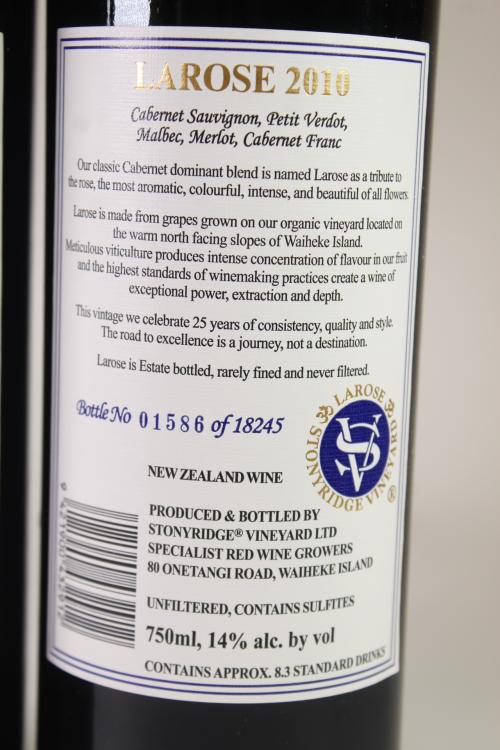 LAROSE 2010
Cabernet Sauvignon, Petit Verdot,
Malbec, Merlot, Cabernet Franc
Our classic Cabernet dominant blend is named Larose as a tribute to
the rose, the most aromatic, colourful, intense, and beautiful of all flowers.
Larose is made from grapes grown on our organic vineyard located on
the warm north facing slopes of Waiheke Island.
Meticulous viticulture produces intense concentration of flavour in our fruit
and the highest standards of winemaking practices create a wine of
exceptional power, extraction and depth.
This vintage we celebrate 25 years of consistency, quality and style.
The road to excellence is a journey, not a destination.
Larose is Estate bottled, rarely fined and never filtered.
Bottle No 01586 of 18245
ॐ LAROSE ॐ
STONYRIDGE VINEYARD ®
SV
NEW ZEALAND WINE
PRODUCED & BOTTLED BY
STONYRIDGE® VINEYARD LTD
SPECIALIST RED WINE GROWERS
80 ONETANGI ROAD, WAIHEKE ISLAND
UNFILTERED, CONTAINS SULFITES
750ml, 14% alc. by vol
CONTAINS APPROX. 8.3 STANDARD DRINKS